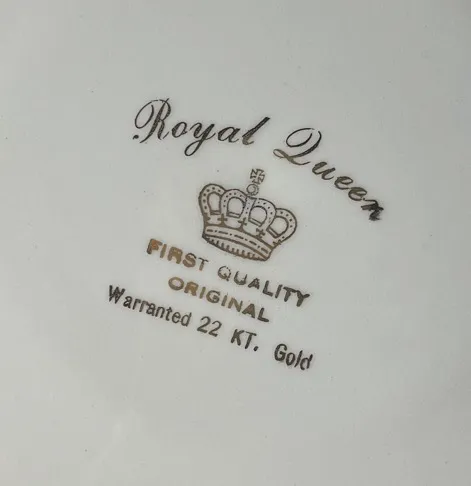 Royal Queen
FIRST QUALITY
ORIGINAL
Warranted 22 KT. Gold